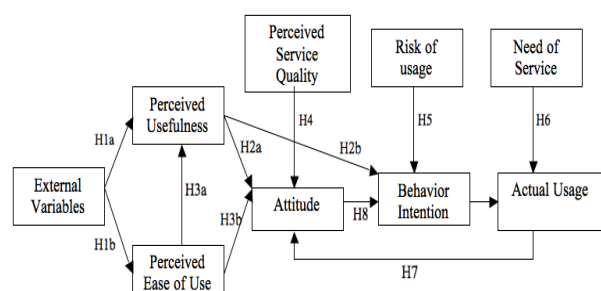 Perceived
Service
Quality
Risk of
usage
Need of
Service
Perceived
Usefulness
H1a
H4
H5
H6
H2a
H2b
External
Variables
H3a
Attitude
H8
Behavior
Intention
Actual Usage
H3b
H1b
Perceived
Ease of Use
H7